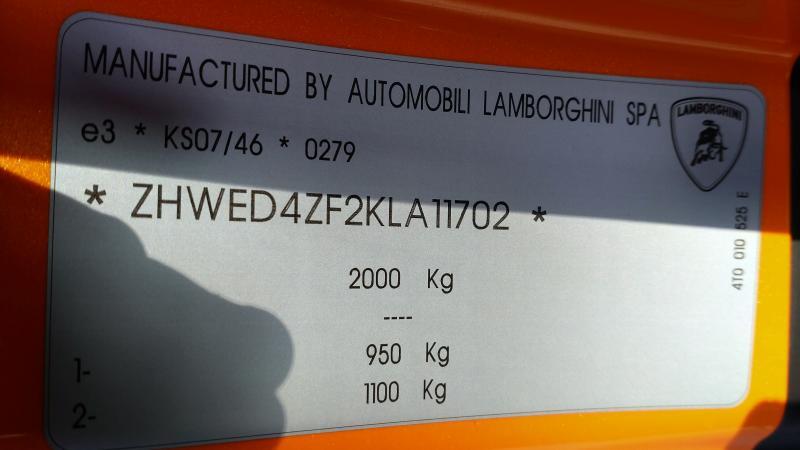 MANUFACTURED BY AUTOMOBILI LAMBORGHINI SPA
LAMBORGHINI
e3 * KS07/46 * 0279
* ZHWED4ZF2KLA11702 *
4T0 010 525 E
2000 Kg
----
1- 950 Kg
2- 1100 Kg